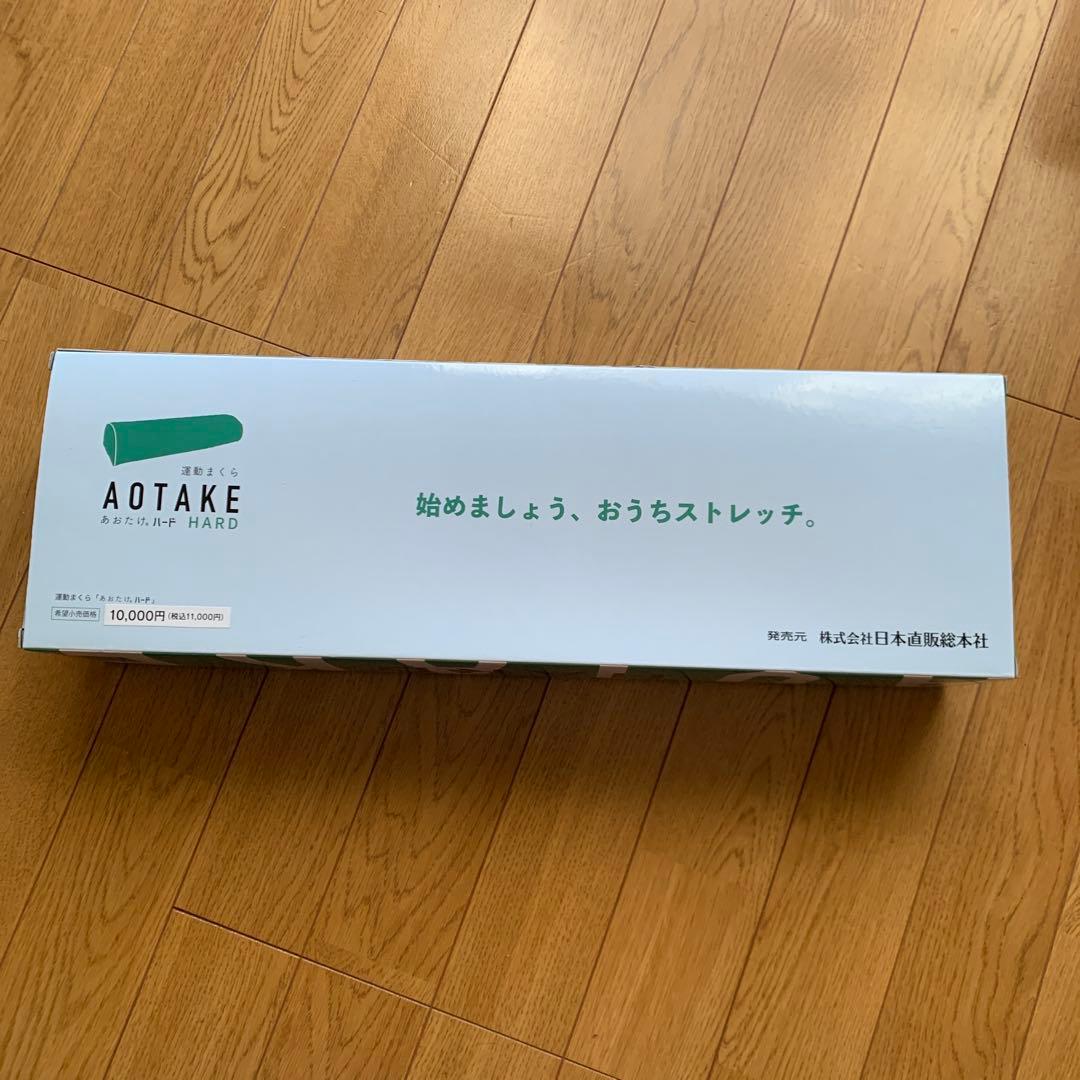 運動まくら
AOTAKE
あおたけ。ハード HARD
始めましょう、おうちストレッチ。
運動まくら「あおたけ。ハード」
希望小売価格 10,000円(税込11,000円)
発売元 株式会社日本直販総本社